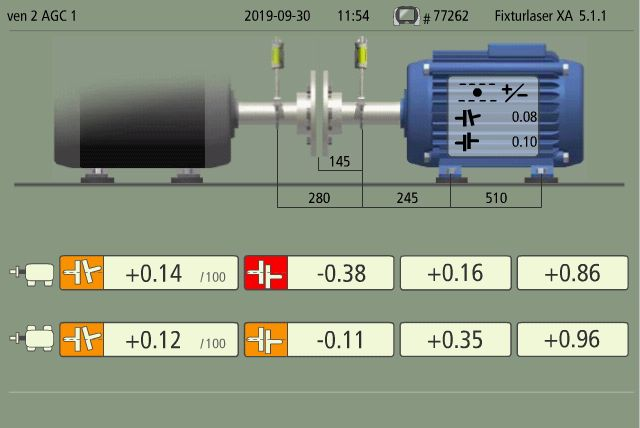 ven 2 AGC 1 2019-09-30 11:54 # 77262 Fixturlaser XA 5.1.1
+/−
0.08
0.10
145
280 245 510
+0.14 /100 -0.38 +0.16 +0.86
+0.12 /100 -0.11 +0.35 +0.96